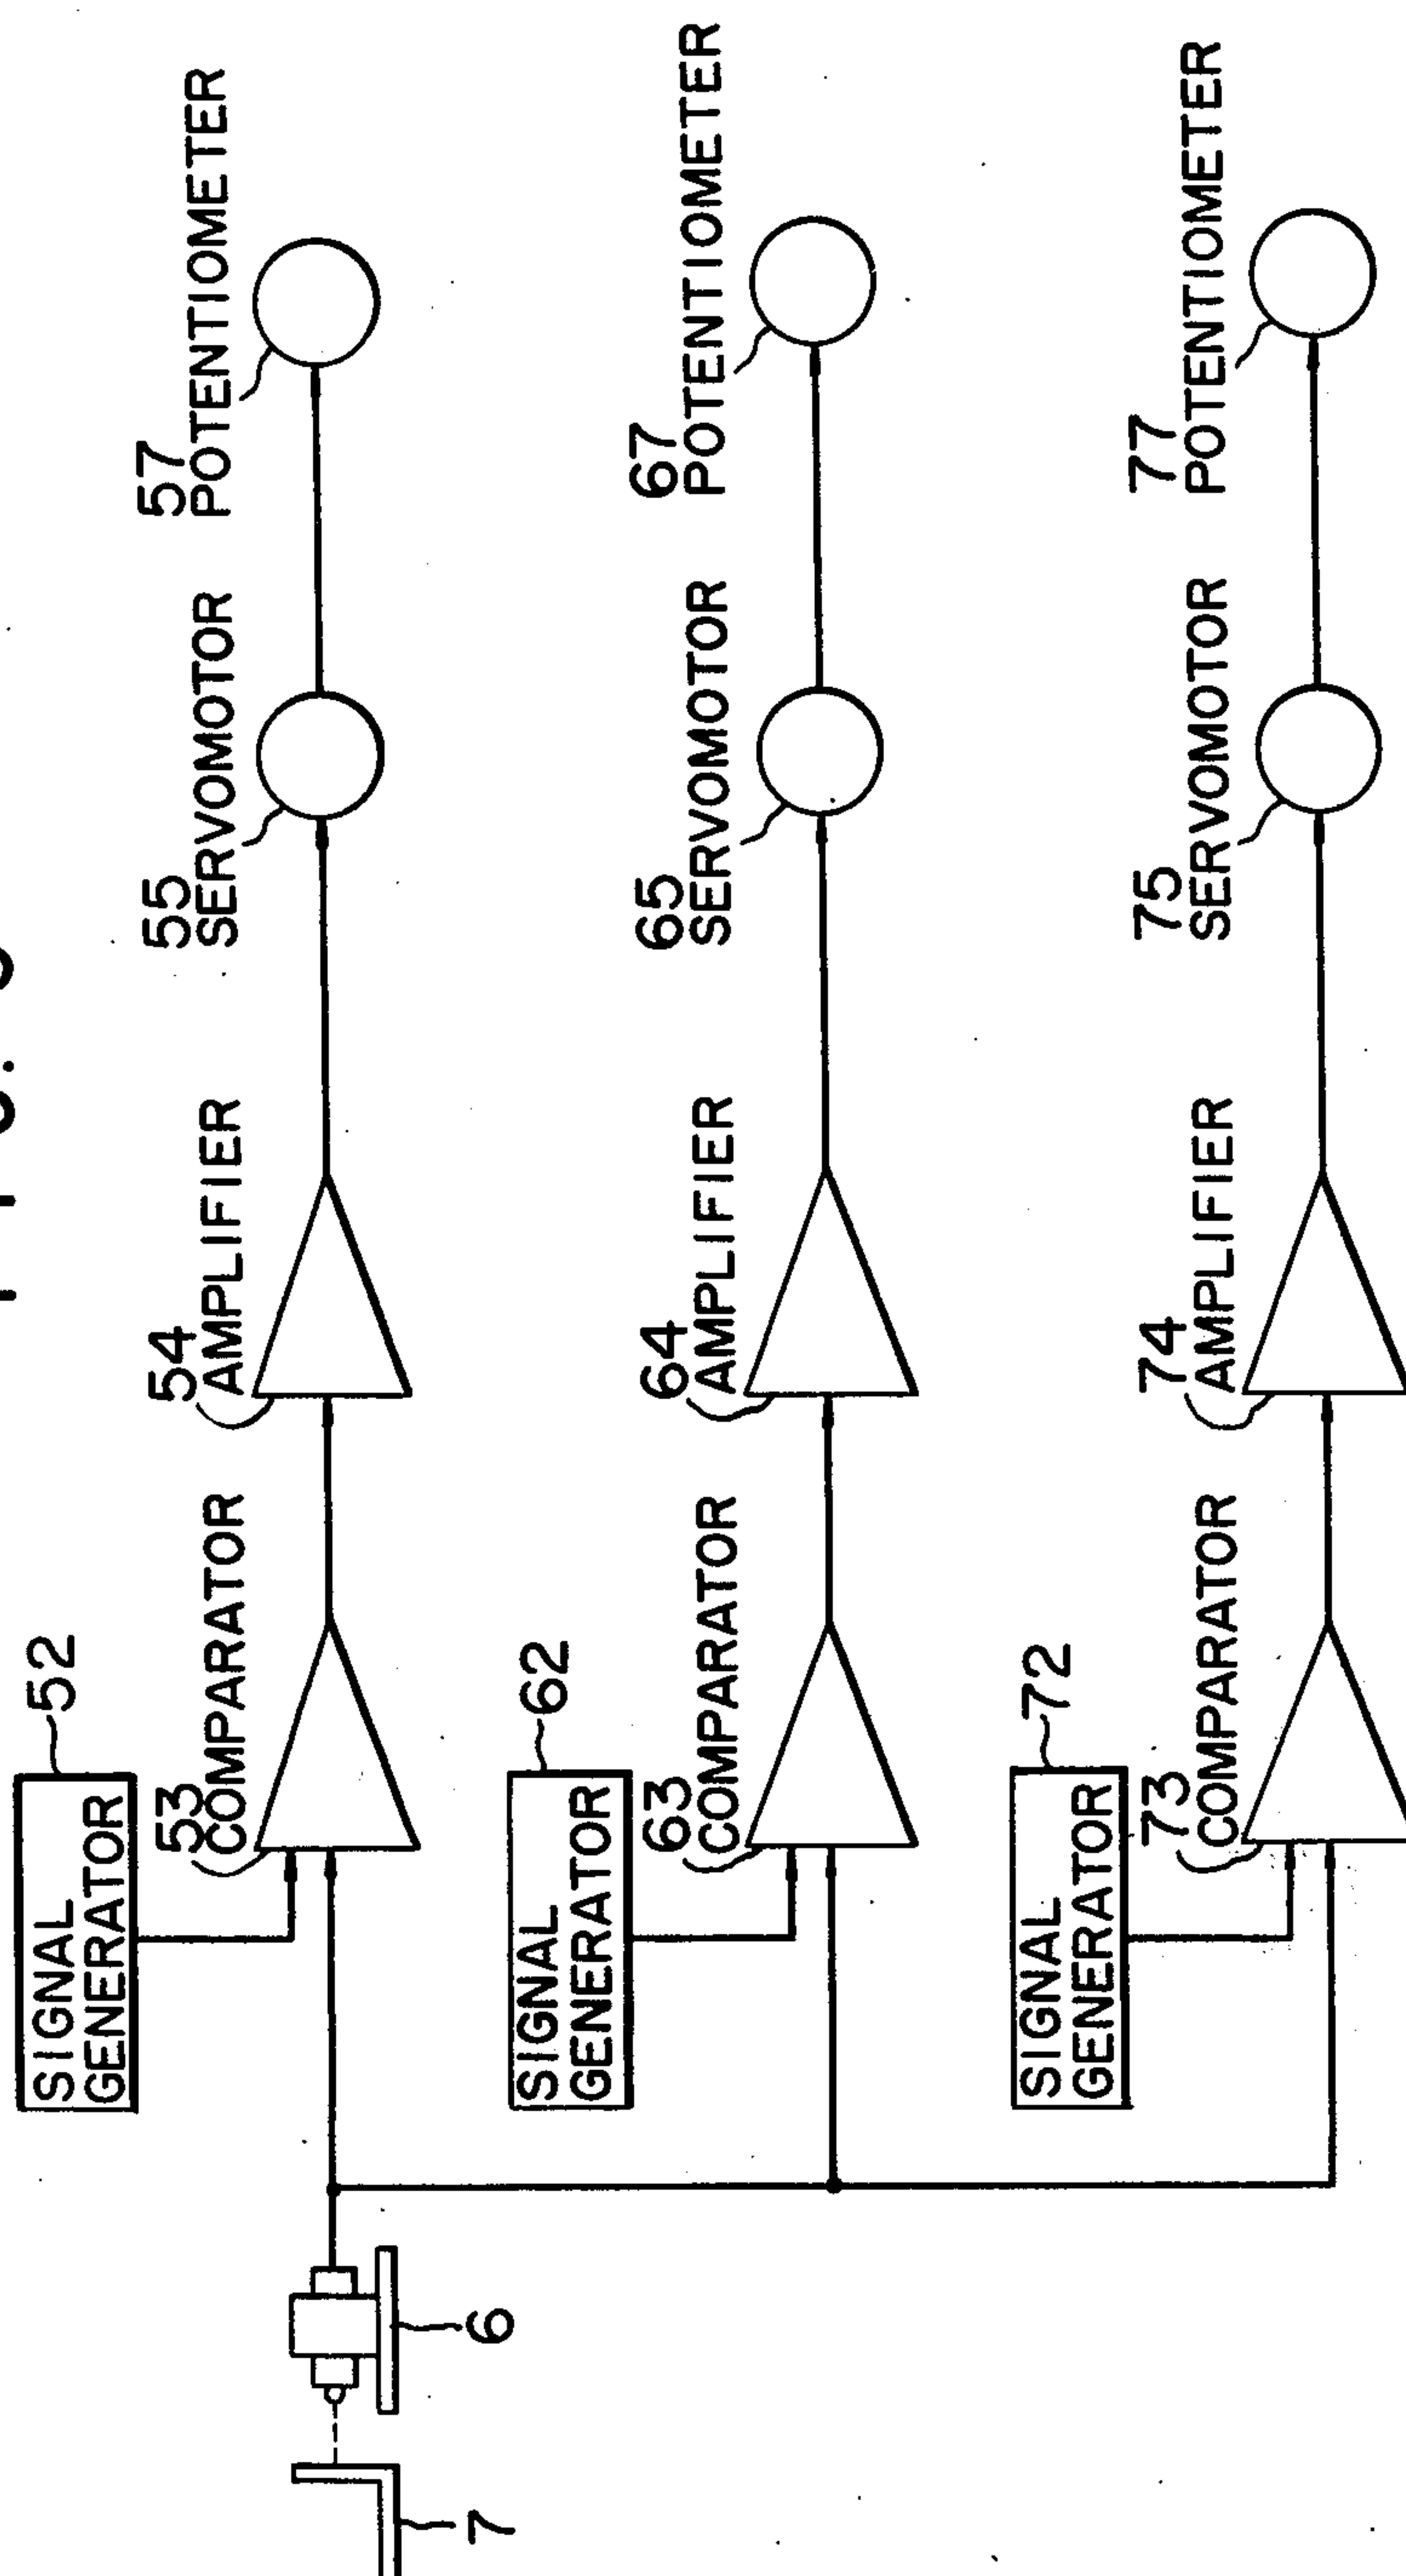 SIGNAL
GENERATOR
52
53
COMPARATOR
54
AMPLIFIER
55
SERVOMOTOR
57
POTENTIOMETER
SIGNAL
GENERATOR
62
63
COMPARATOR
64
AMPLIFIER
65
SERVOMOTOR
67
POTENTIOMETER
SIGNAL
GENERATOR
72
73
COMPARATOR
74
AMPLIFIER
75
SERVOMOTOR
77
POTENTIOMETER
7
6